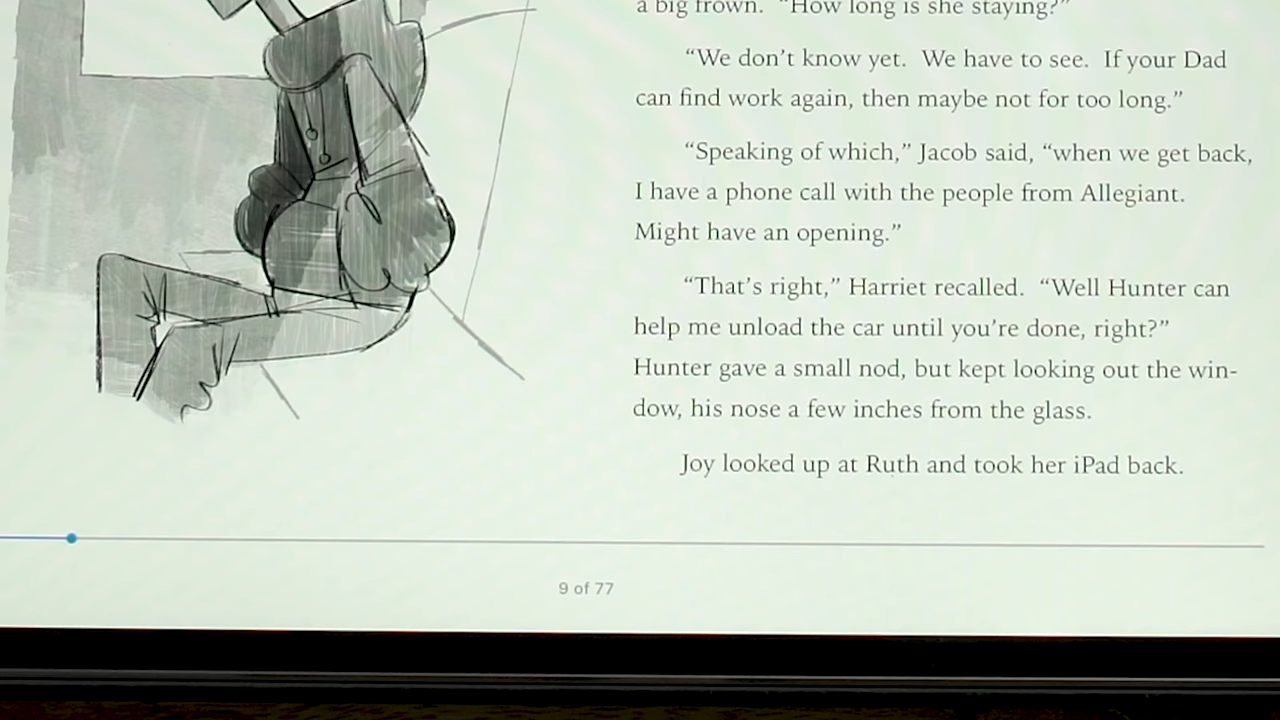 a big frown.  “How long is she staying?”
“We don’t know yet.  We have to see.  If your Dad
can find work again, then maybe not for too long.”
“Speaking of which,” Jacob said, “when we get back,
I have a phone call with the people from Allegiant.
Might have an opening.”
“That’s right,” Harriet recalled.  “Well Hunter can
help me unload the car until you’re done, right?”
Hunter gave a small nod, but kept looking out the win-
dow, his nose a few inches from the glass.
Joy looked up at Ruth and took her iPad back.
9 of 77